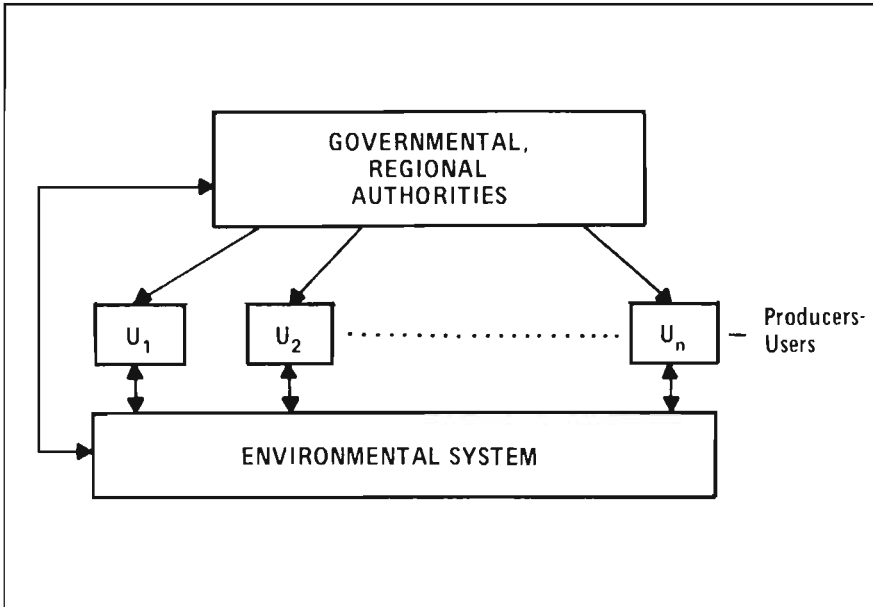 GOVERNMENTAL,
REGIONAL
AUTHORITIES
U₁
U₂
Uₙ
Producers-
Users
ENVIRONMENTAL SYSTEM